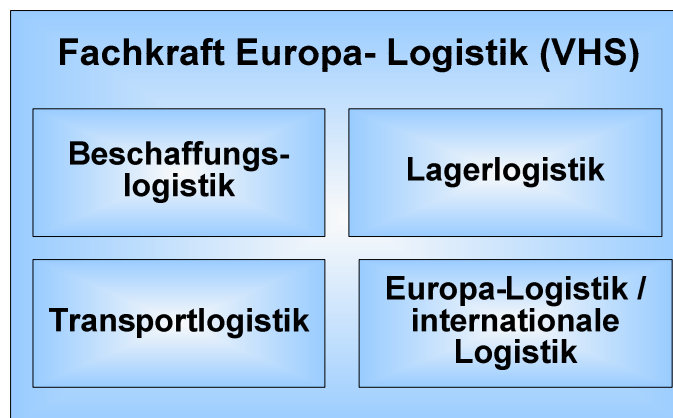 Fachkraft Europa- Logistik (VHS)
Beschaffungs-
logistik
Lagerlogistik
Transportlogistik
Europa-Logistik /
internationale
Logistik